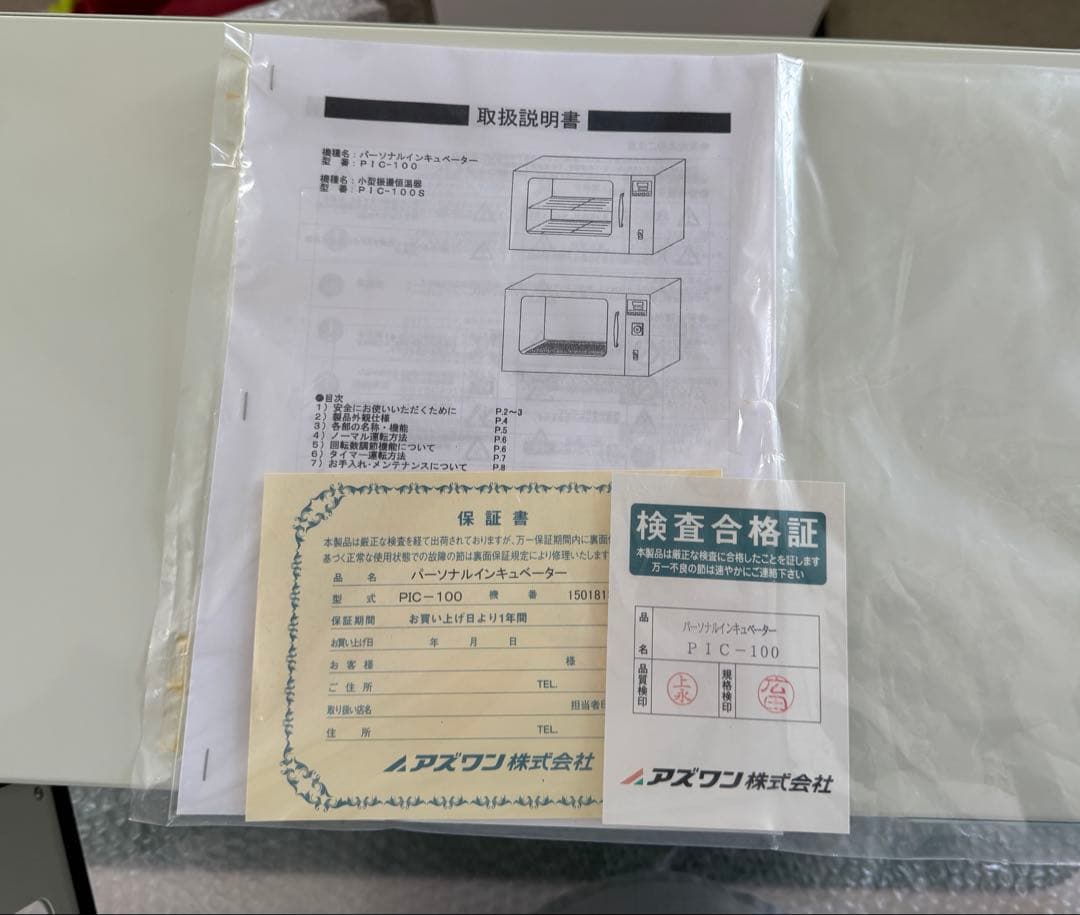 取扱説明書
機種名：パーソナルインキュベーター
型　番：ＰＩＣ-１００
機種名：小型振盪恒温器
型　番：ＰＩＣ-１００Ｓ
●目次
１）安全にお使いいただくために P.2～3
２）製品外観仕様 P.4
３）各部の名称・機能 P.5
４）ノーマル運転方法 P.6
５）回転数調節機能について P.6
６）タイマー運転方法 P.7
７）お手入れ・メンテナンスについて P.8
保証書
本製品は厳正な検査を経て出荷されておりますが、万一保証期間内に裏面
基づく正常な使用状態での故障の節は裏面保証規定により修理いたします
品名 パーソナルインキュベーター
型式 PIC－100 機番 150181
保証期間 お買い上げ日より1年間
お買い上げ日 年 月 日
お客様 様
ご住所 TEL.
取り扱い店名 担当者
住所 TEL.
アズワン株式会社
検査合格証
本製品は厳正な検査に合格したことを証します
万一不良の節は速やかにご連絡下さい
品名 パーソナルインキュベーター
ＰＩＣ－100
品質検印 上永 規格検印 広田
アズワン株式会社